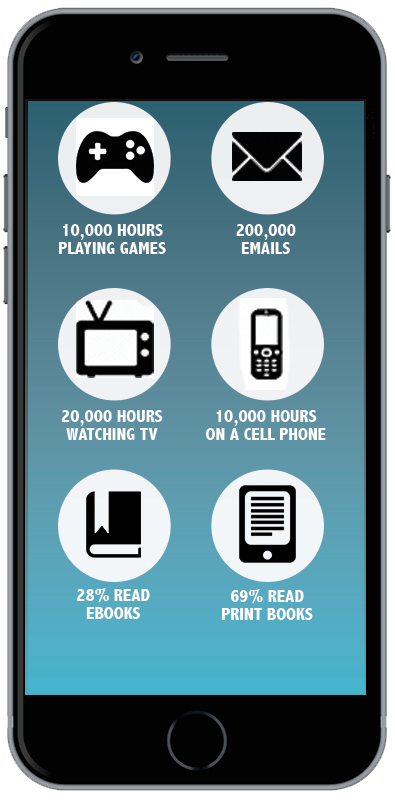 10,000 HOURS
PLAYING GAMES
200,000
EMAILS
20,000 HOURS
WATCHING TV
10,000 HOURS
ON A CELL PHONE
28% READ
EBOOKS
69% READ
PRINT BOOKS